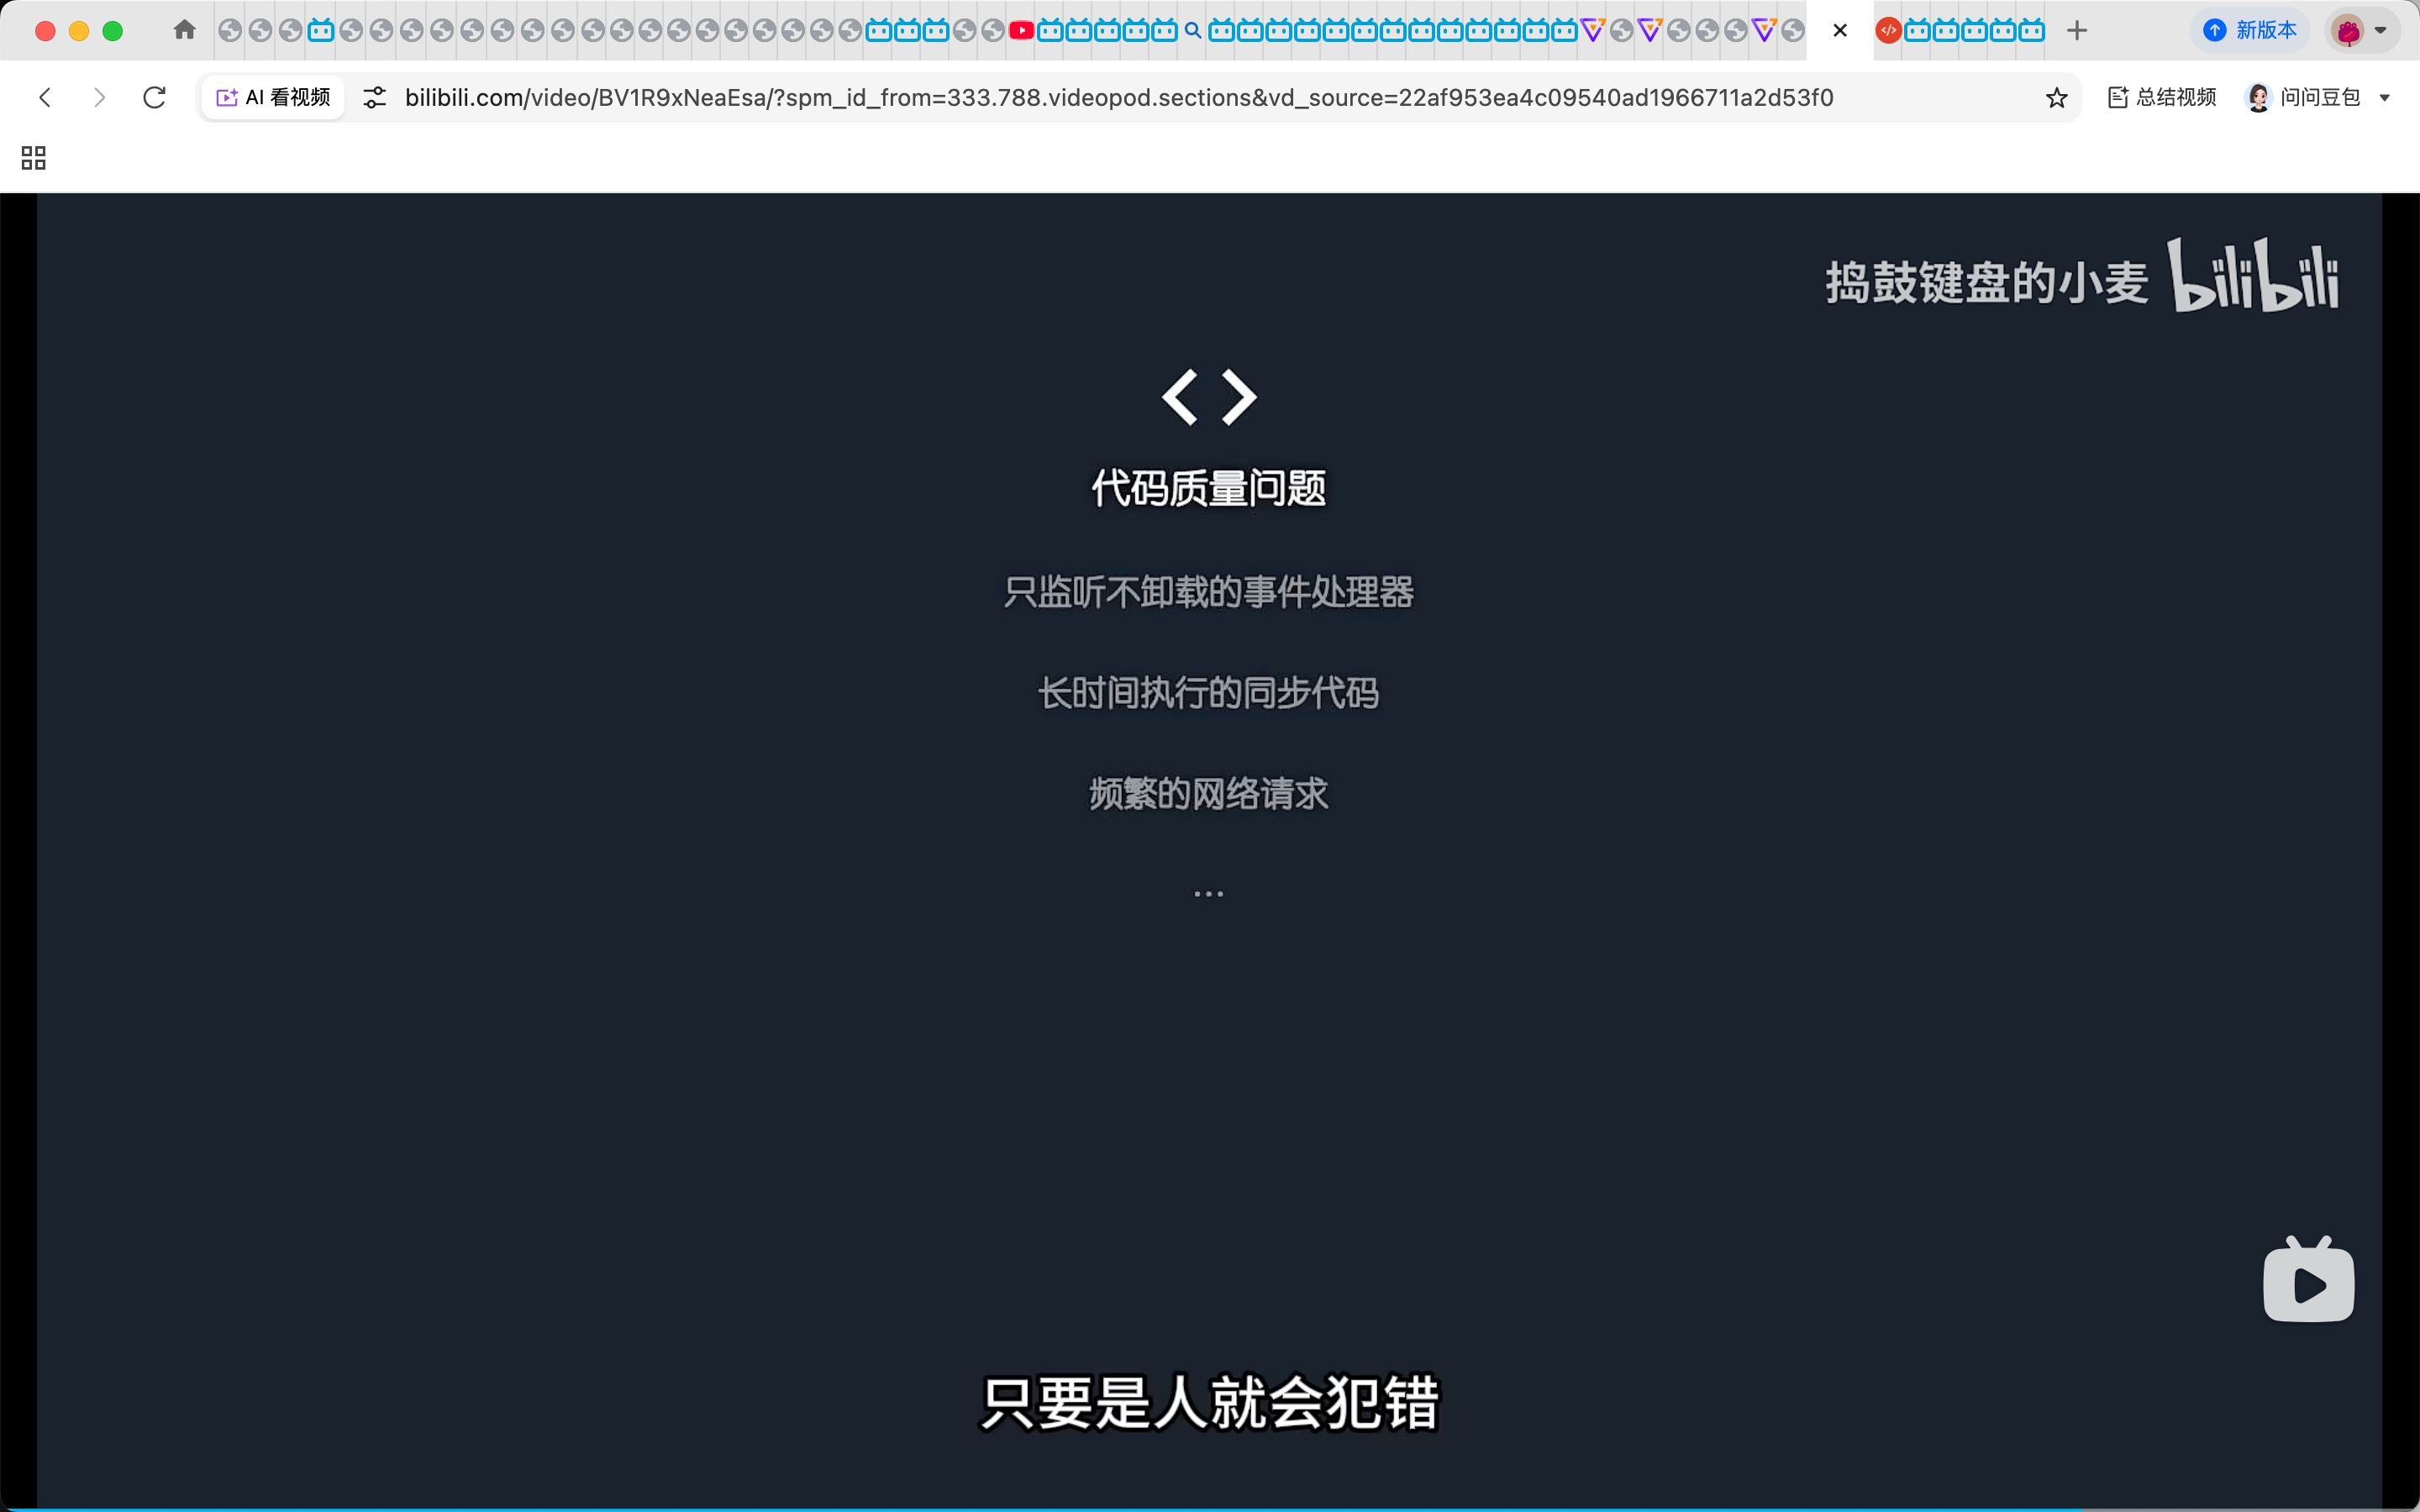 新版本
AI 看视频
bilibili.com/video/BV1R9xNeaEsa/?spm_id_from=333.788.videopod.sections&vd_source=22af953ea4c09540ad1966711a2d53f0
总结视频
问问豆包
捣鼓键盘的小麦 bilibili
代码质量问题
只监听不卸载的事件处理器
长时间执行的同步代码
频繁的网络请求
...
只要是人就会犯错